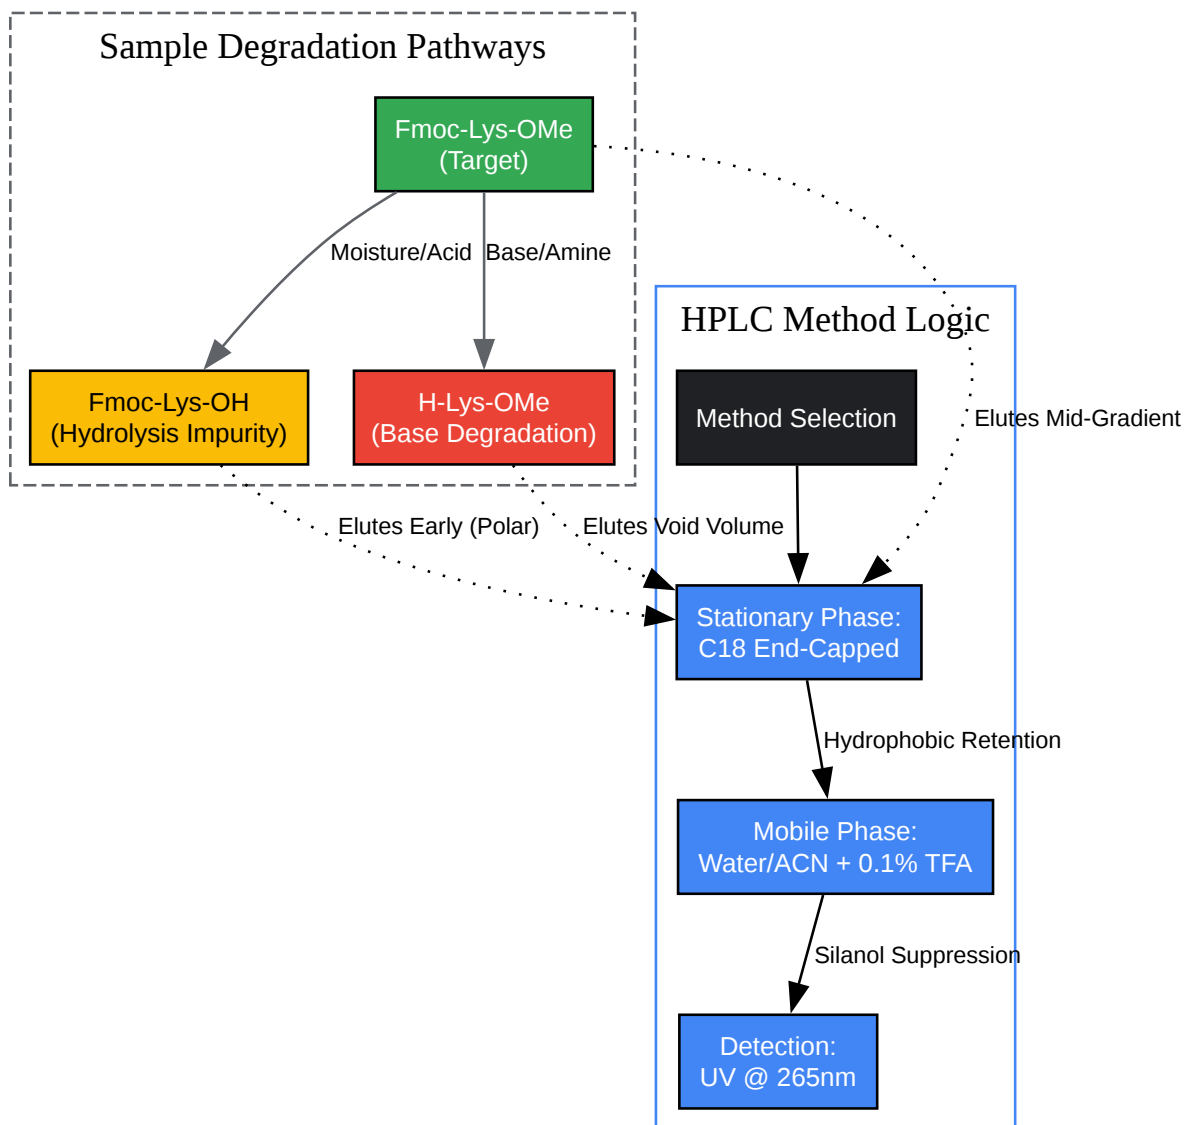 Sample Degradation Pathways
Fmoc-Lys-OMe
(Target)
Moisture/Acid
Base/Amine
Fmoc-Lys-OH
(Hydrolysis Impurity)
H-Lys-OMe
(Base Degradation)
HPLC Method Logic
Method Selection
Elutes Mid-Gradient
Elutes Early (Polar)
Elutes Void Volume
Stationary Phase:
C18 End-Capped
Hydrophobic Retention
Mobile Phase:
Water/ACN + 0.1% TFA
Silanol Suppression
Detection:
UV @ 265nm